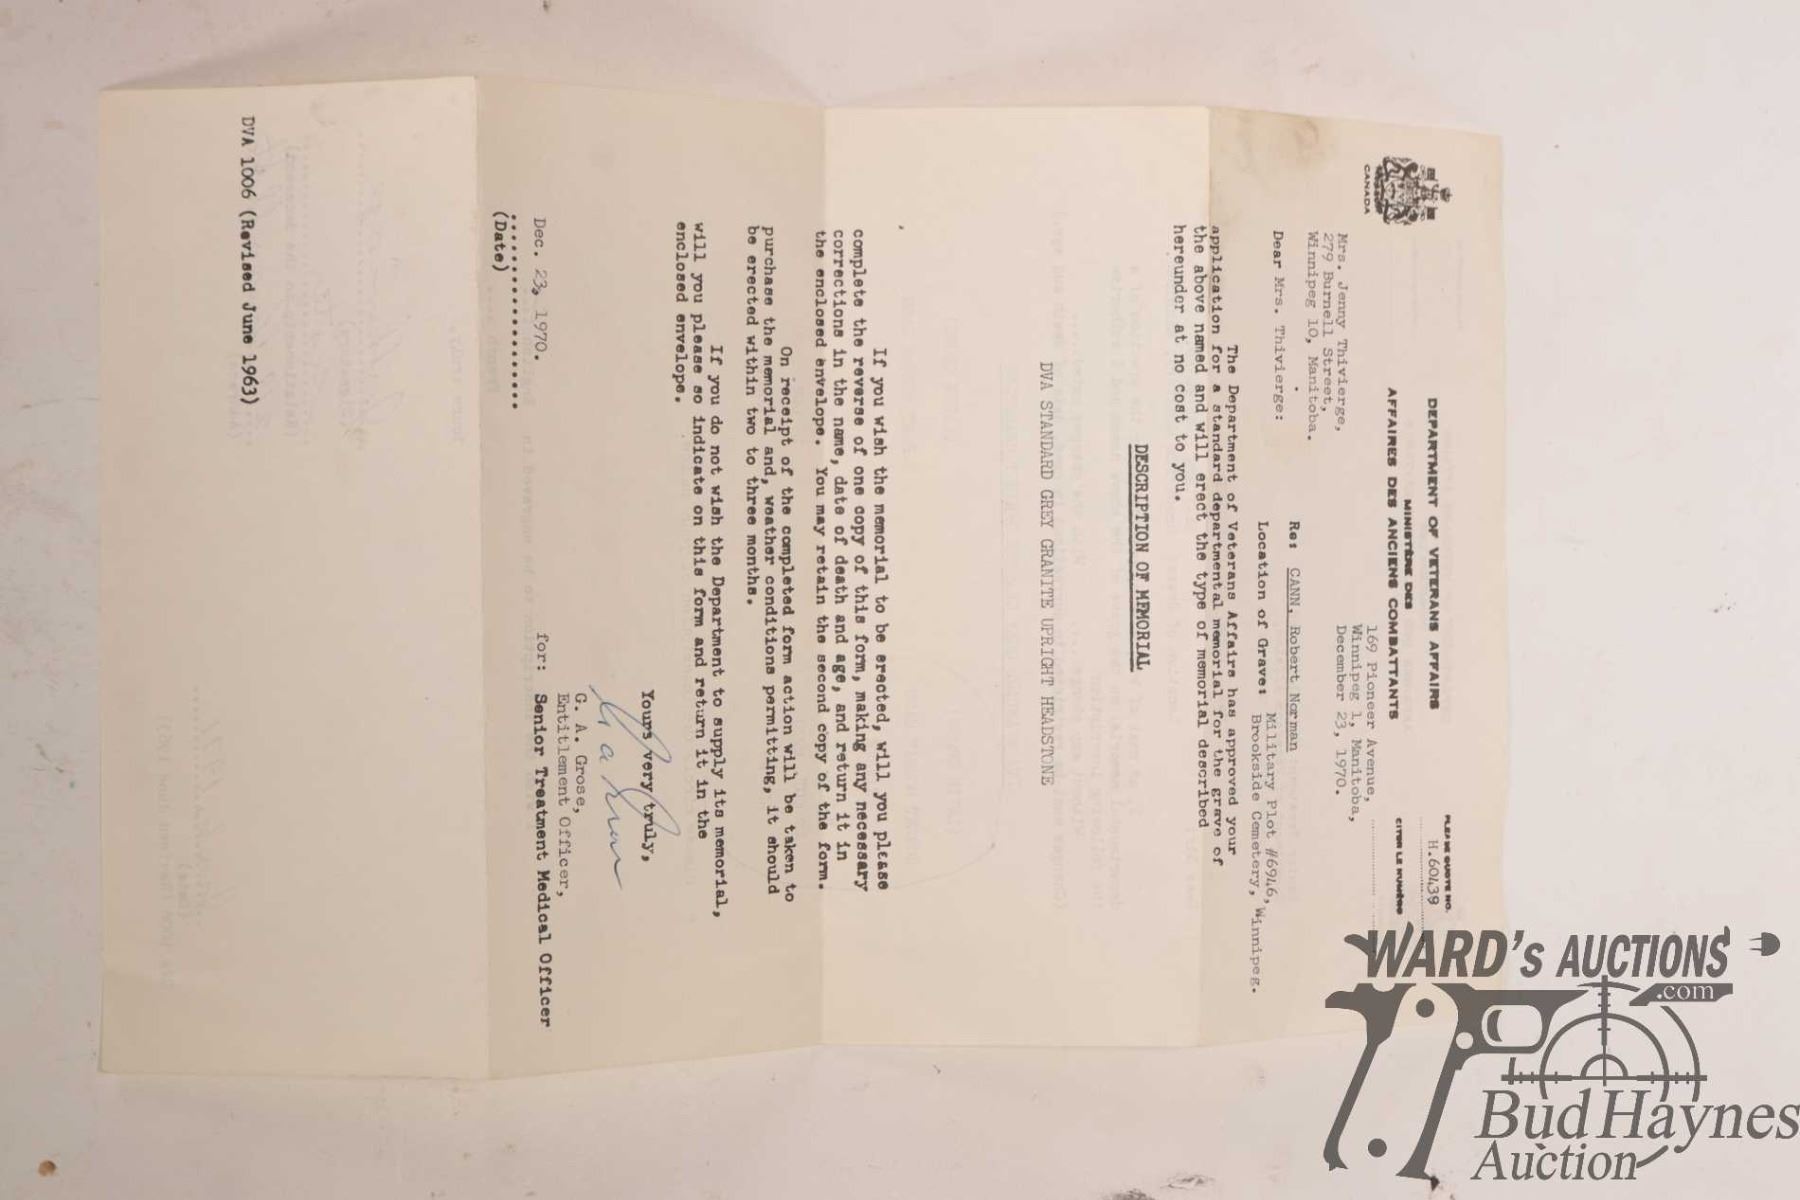 DEPARTMENT OF VETERANS AFFAIRS
MINISTÈRE DES
AFFAIRES DES ANCIENS COMBATTANTS
CANADA
PLEASE QUOTE NO.
H.60439
CITER LE NUMÉRO
169 Pioneer Avenue,
Winnipeg 1, Manitoba,
December 23, 1970.
Mrs. Jenny Thivierge,
279 Burnell Street,
Winnipeg 10, Manitoba.
Re: CANN, Robert Norman
Dear Mrs. Thivierge:
Location of Grave: Military Plot #6946,
Brookside Cemetery, Winnipeg.
The Department of Veterans Affairs has approved your
application for a standard departmental memorial for the grave of
the above named and will erect the type of memorial described
hereunder at no cost to you.
DESCRIPTION OF MEMORIAL
DVA STANDARD GREY GRANITE UPRIGHT HEADSTONE
If you wish the memorial to be erected, will you please
complete the reverse of one copy of this form, making any necessary
corrections in the name, date of death and age, and return it in
the enclosed envelope. You may retain the second copy of the form.
On receipt of the completed form action will be taken to
purchase the memorial and, weather conditions permitting, it should
be erected within two to three months.
If you do not wish the Department to supply its memorial,
will you please so indicate on this form and return it in the
enclosed envelope.
Yours very truly,
G. A. Grose,
Entitlement Officer,
for: Senior Treatment Medical Officer
Dec. 23, 1970.
(Date)
DVA 1006 (Revised June 1963)
WARD's AUCTIONS
.com
Bud Haynes
Auction